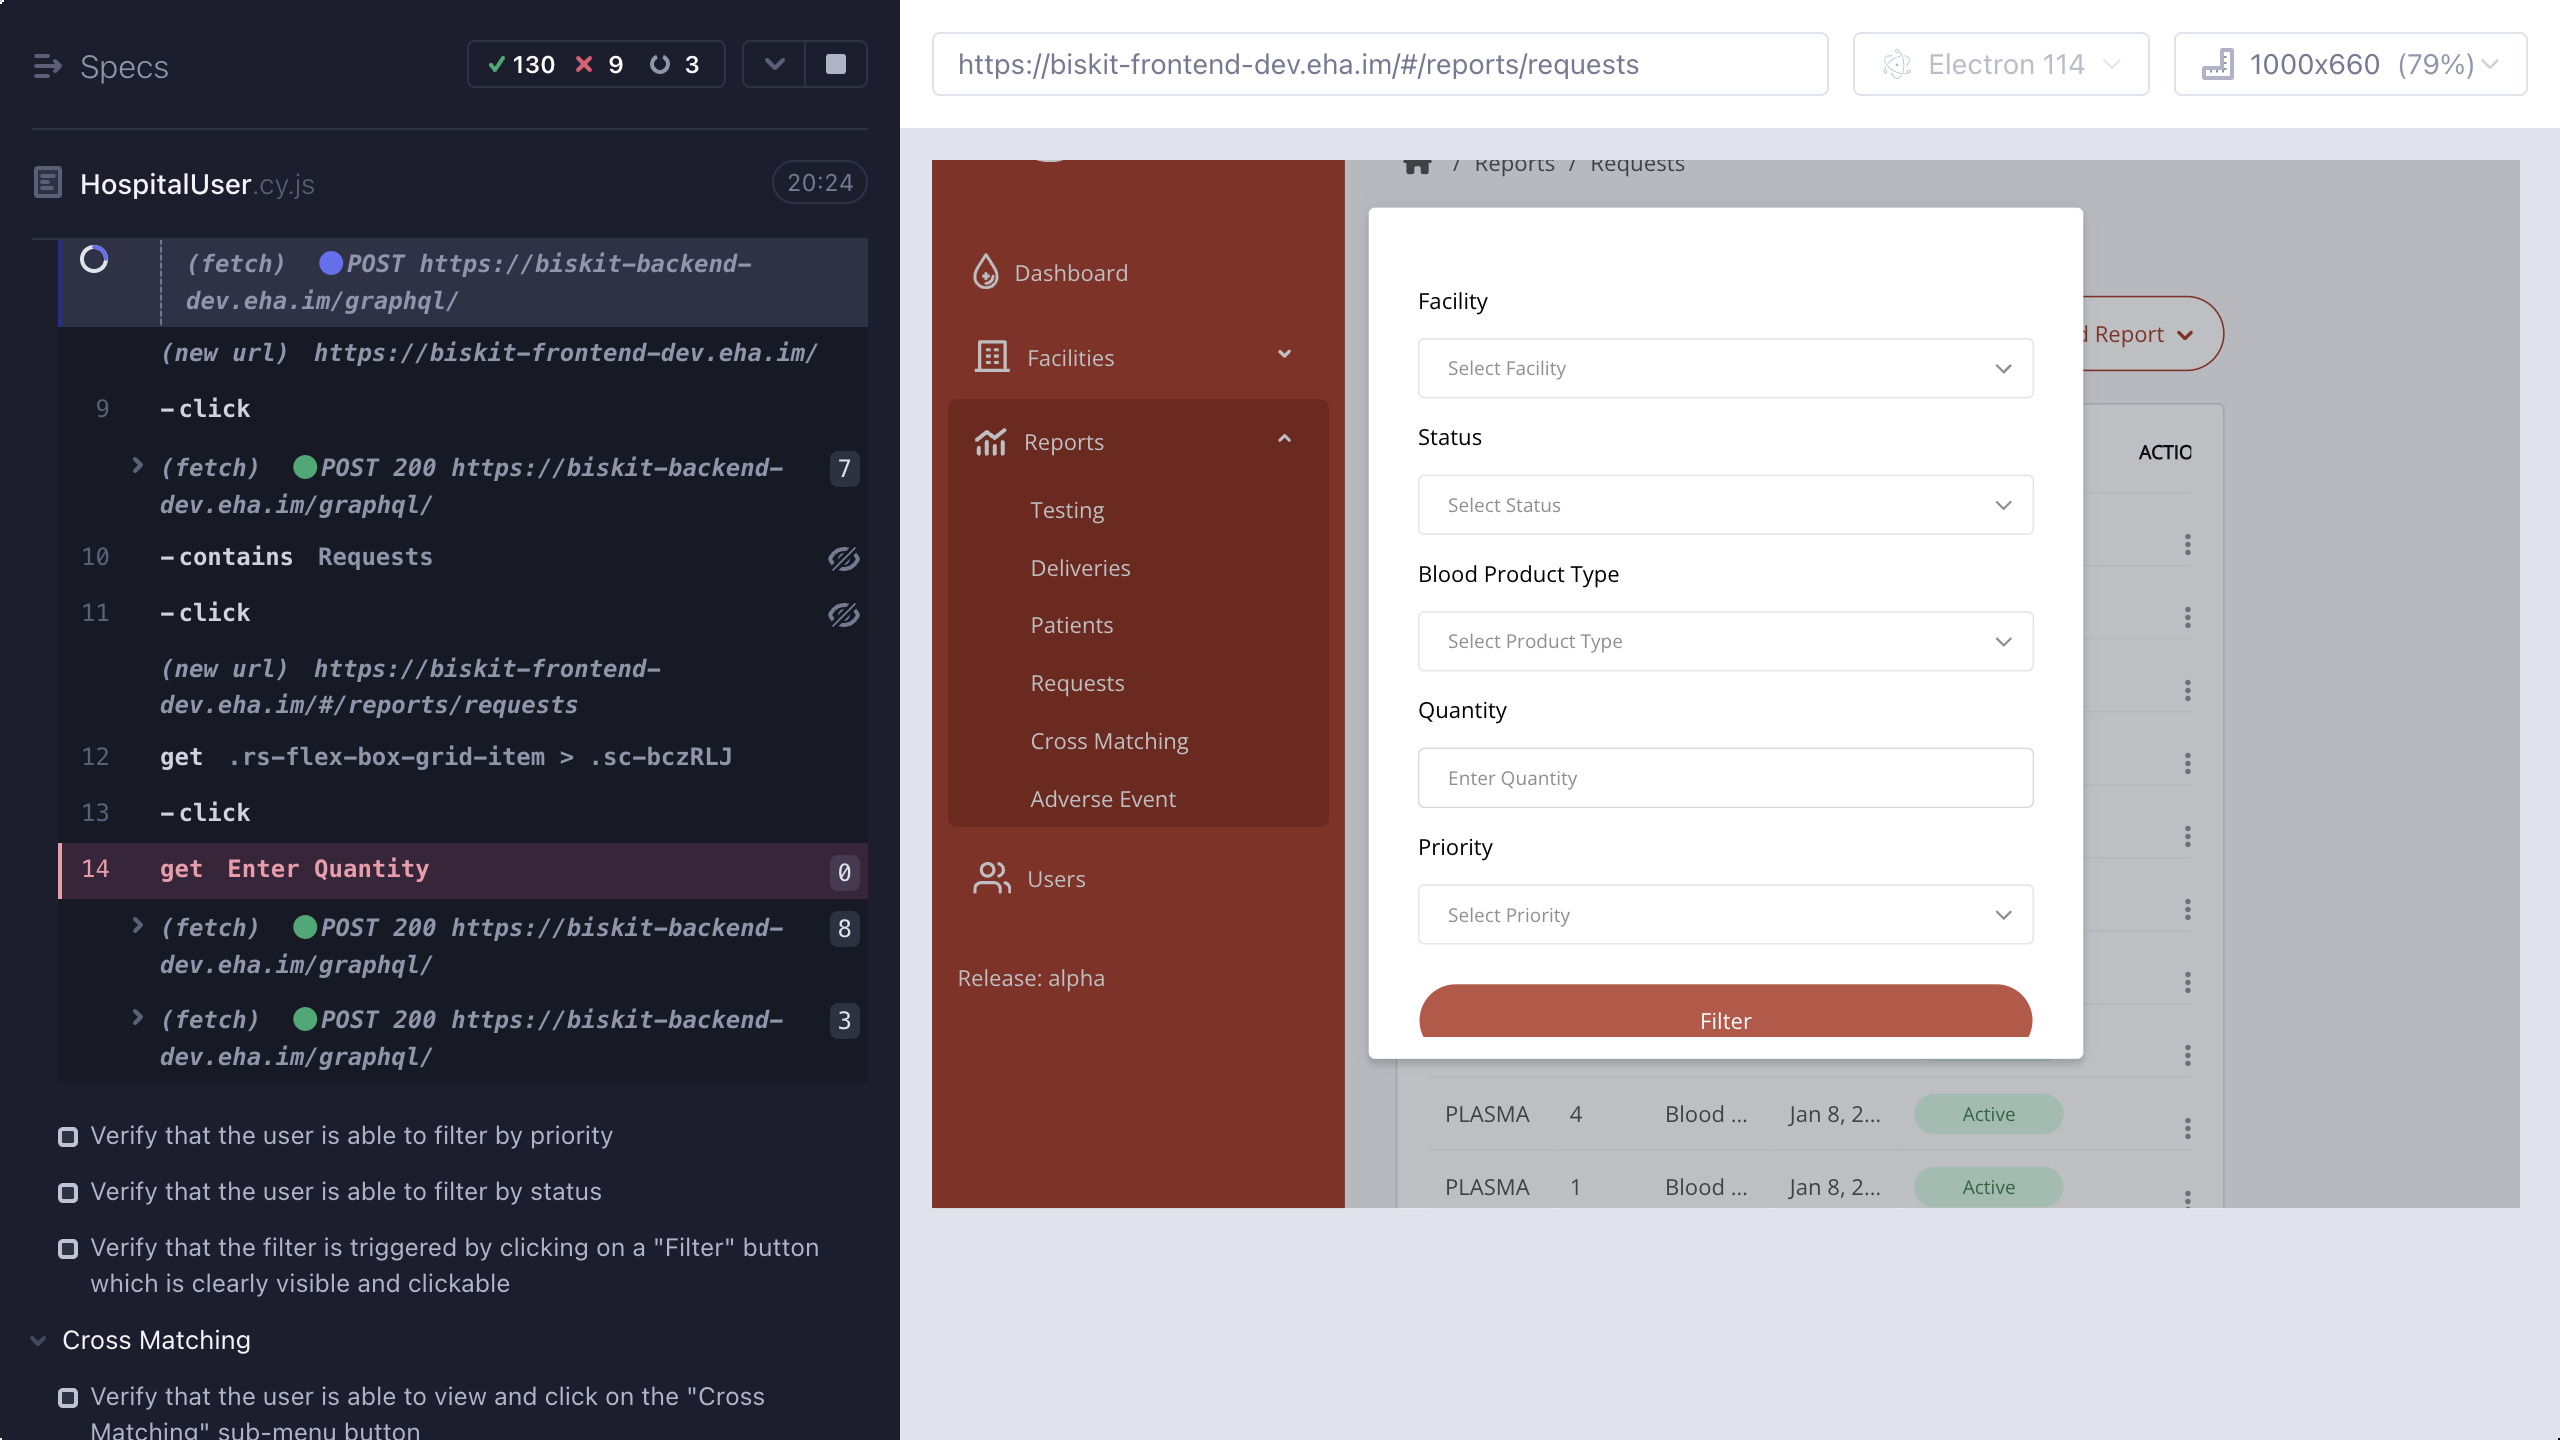 Specs
130 9 3
HospitalUser.cy.js
20:24
(fetch) POST https://biskit-backend-
dev.eha.im/graphql/
(new url) https://biskit-frontend-dev.eha.im/
9 -click
(fetch) POST 200 https://biskit-backend- 7
dev.eha.im/graphql/
10 -contains Requests
11 -click
(new url) https://biskit-frontend-
dev.eha.im/#/reports/requests
12 get .rs-flex-box-grid-item > .sc-bczRLJ
13 -click
14 get Enter Quantity 0
(fetch) POST 200 https://biskit-backend- 8
dev.eha.im/graphql/
(fetch) POST 200 https://biskit-backend- 3
dev.eha.im/graphql/
Verify that the user is able to filter by priority
Verify that the user is able to filter by status
Verify that the filter is triggered by clicking on a "Filter" button
which is clearly visible and clickable
Cross Matching
Verify that the user is able to view and click on the "Cross
Matching" sub-menu button
https://biskit-frontend-dev.eha.im/#/reports/requests
Electron 114
1000x660 (79%)
/ Reports / Requests
Dashboard
Facilities
Reports
Testing
Deliveries
Patients
Requests
Cross Matching
Adverse Event
Users
Release: alpha
Facility
Select Facility
Status
Select Status
Blood Product Type
Select Product Type
Quantity
Enter Quantity
Priority
Select Priority
Filter
Report
ACTIO
PLASMA 4 Blood ... Jan 8, 2... Active
PLASMA 1 Blood ... Jan 8, 2... Active